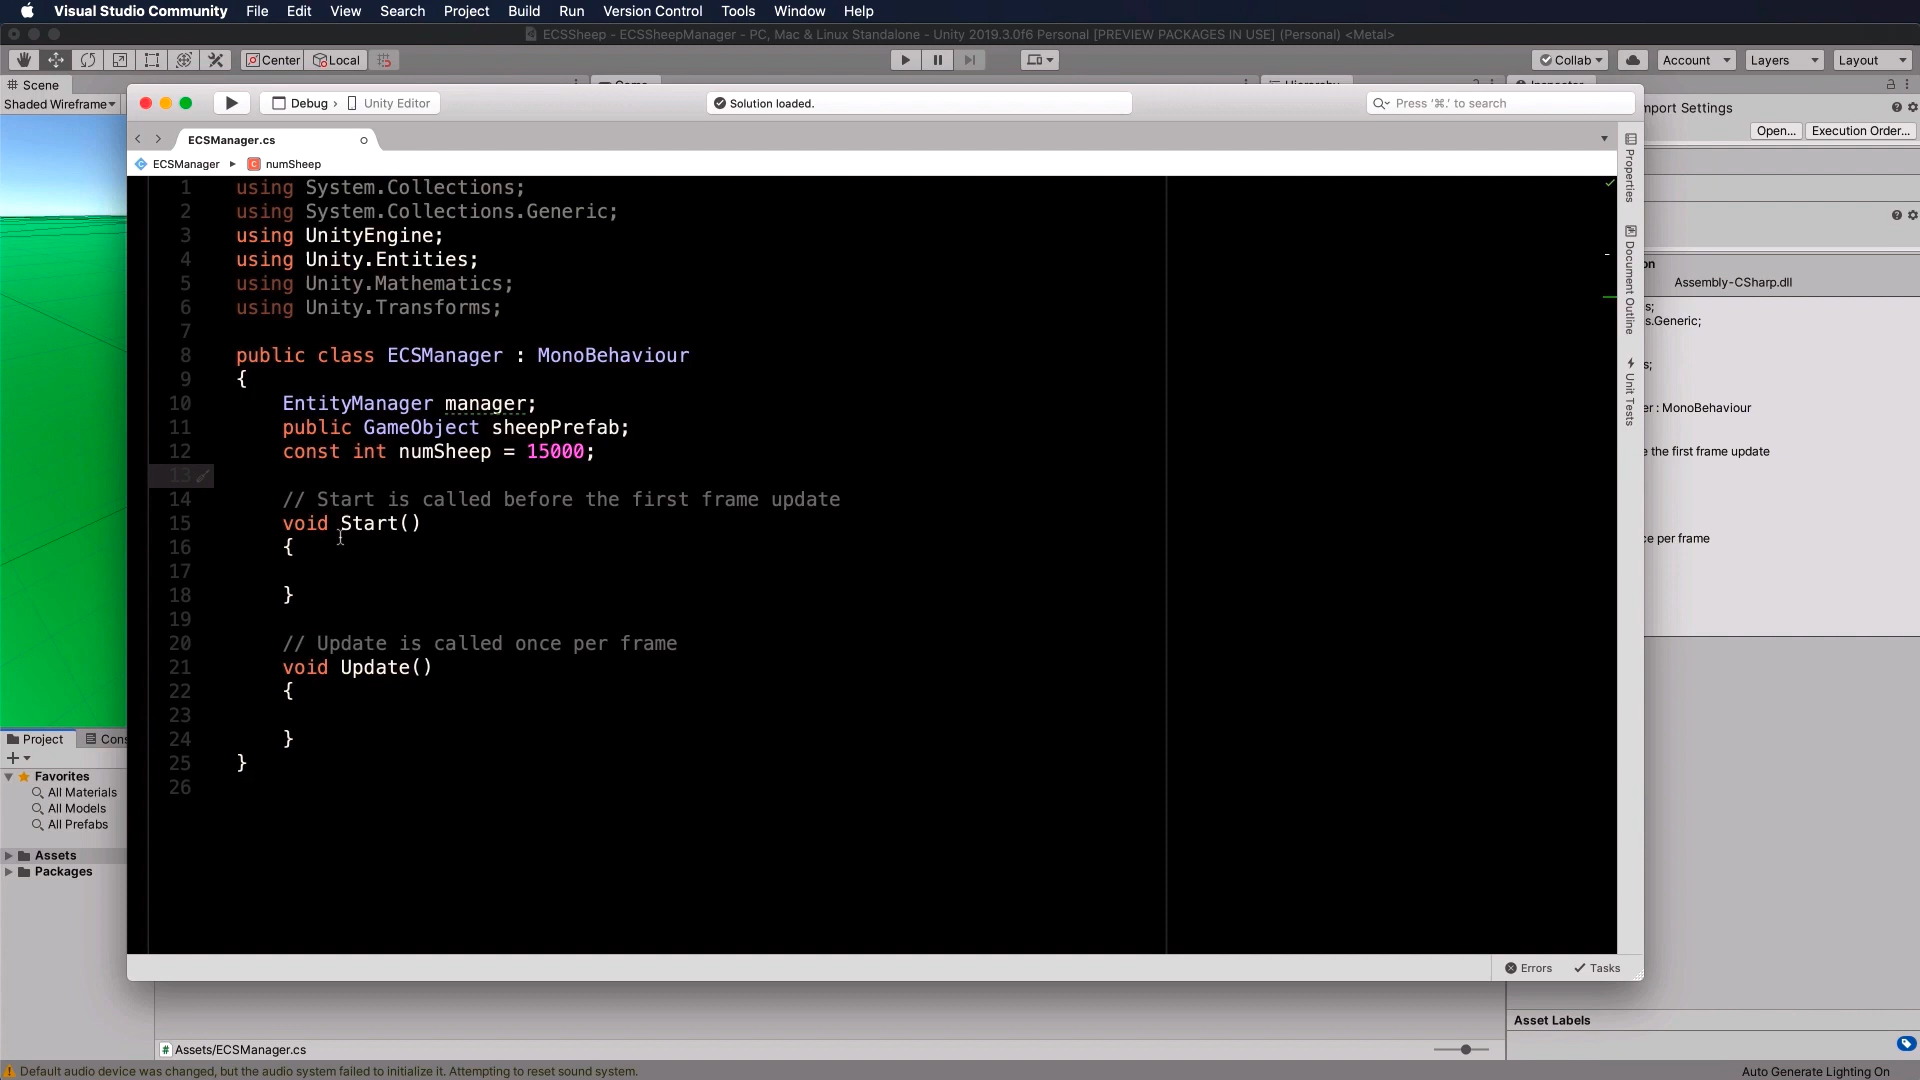 Visual Studio Community File Edit View Search Project Build Run Version Control Tools Window Help
ECSSheep - ECSSheepManager - PC, Mac & Linux Standalone - Unity 2019.3.0f6 Personal [PREVIEW PACKAGES IN USE] (Personal) <Metal>
Center Local Collab Account Layers Layout
Scene
Shaded Wireframe
Debug › Unity Editor
Solution loaded.
Press '⌘.' to search
mport Settings
Open... Execution Order...
ECSManager.cs
ECSManager ▸ numSheep
1 using System.Collections;
2 using System.Collections.Generic;
3 using UnityEngine;
4 using Unity.Entities;
5 using Unity.Mathematics;
6 using Unity.Transforms;
7
8 public class ECSManager : MonoBehaviour
9 {
10 EntityManager manager;
11 public GameObject sheepPrefab;
12 const int numSheep = 15000;
13
14 // Start is called before the first frame update
15 void Start()
16 {
17
18 }
19
20 // Update is called once per frame
21 void Update()
22 {
23
24 }
25 }
26
Properties
Document Outline
Unit Tests
on
Assembly-CSharp.dll
s;
s.Generic;
s;
er : MonoBehaviour
e the first frame update
ce per frame
Project Cons
Favorites
All Materials
All Models
All Prefabs
Assets
Packages
Errors Tasks
Asset Labels
Assets/ECSManager.cs
Default audio device was changed, but the audio system failed to initialize it. Attempting to reset sound system.
Auto Generate Lighting On